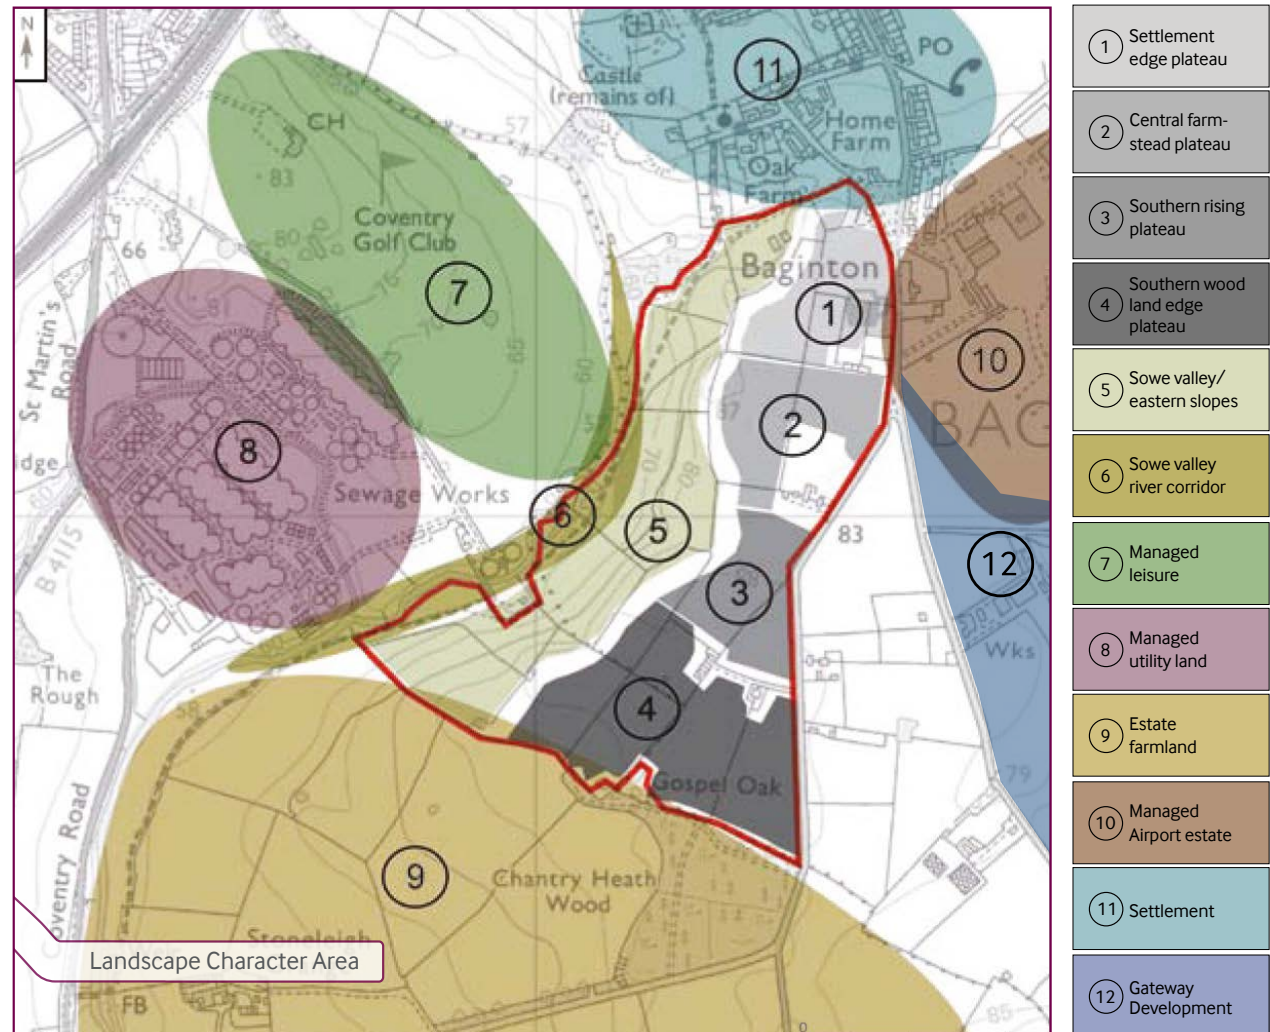 N
CH
83
80
57
Castle
(remains of)
11
PO
Home
Farm
Oak
Farm
66
Coventry
Golf Club
7
St Martin's
Road
Baginton
1
10
BAG
8
2
Sewage Works
6
5
70
83
12
B 4115
3
Wks
The
Rough
58
4
79
Gospel Oak
Coventry Road
9
Chantry Heath
Wood
Stoneleigh
FB
85
Landscape Character Area
1 Settlement
edge plateau
2 Central farm-
stead plateau
3 Southern rising
plateau
4 Southern wood
land edge
plateau
5 Sowe valley/
eastern slopes
6 Sowe valley
river corridor
7 Managed
leisure
8 Managed
utility land
9 Estate
farmland
10 Managed
Airport estate
11 Settlement
12 Gateway
Development